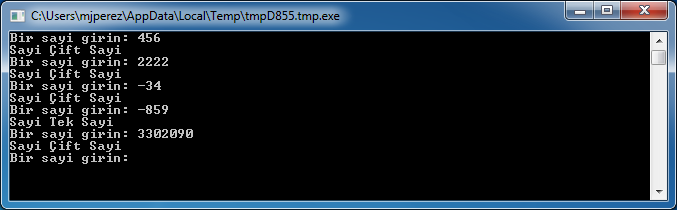 C:\Users\mjperez\AppData\Local\Temp\tmpD855.tmp.exe
Bir sayi girin: 456
Sayi Çift Sayi
Bir sayi girin: 2222
Sayi Çift Sayi
Bir sayi girin: -34
Sayi Çift Sayi
Bir sayi girin: -859
Sayi Tek Sayi
Bir sayi girin: 3302090
Sayi Çift Sayi
Bir sayi girin: